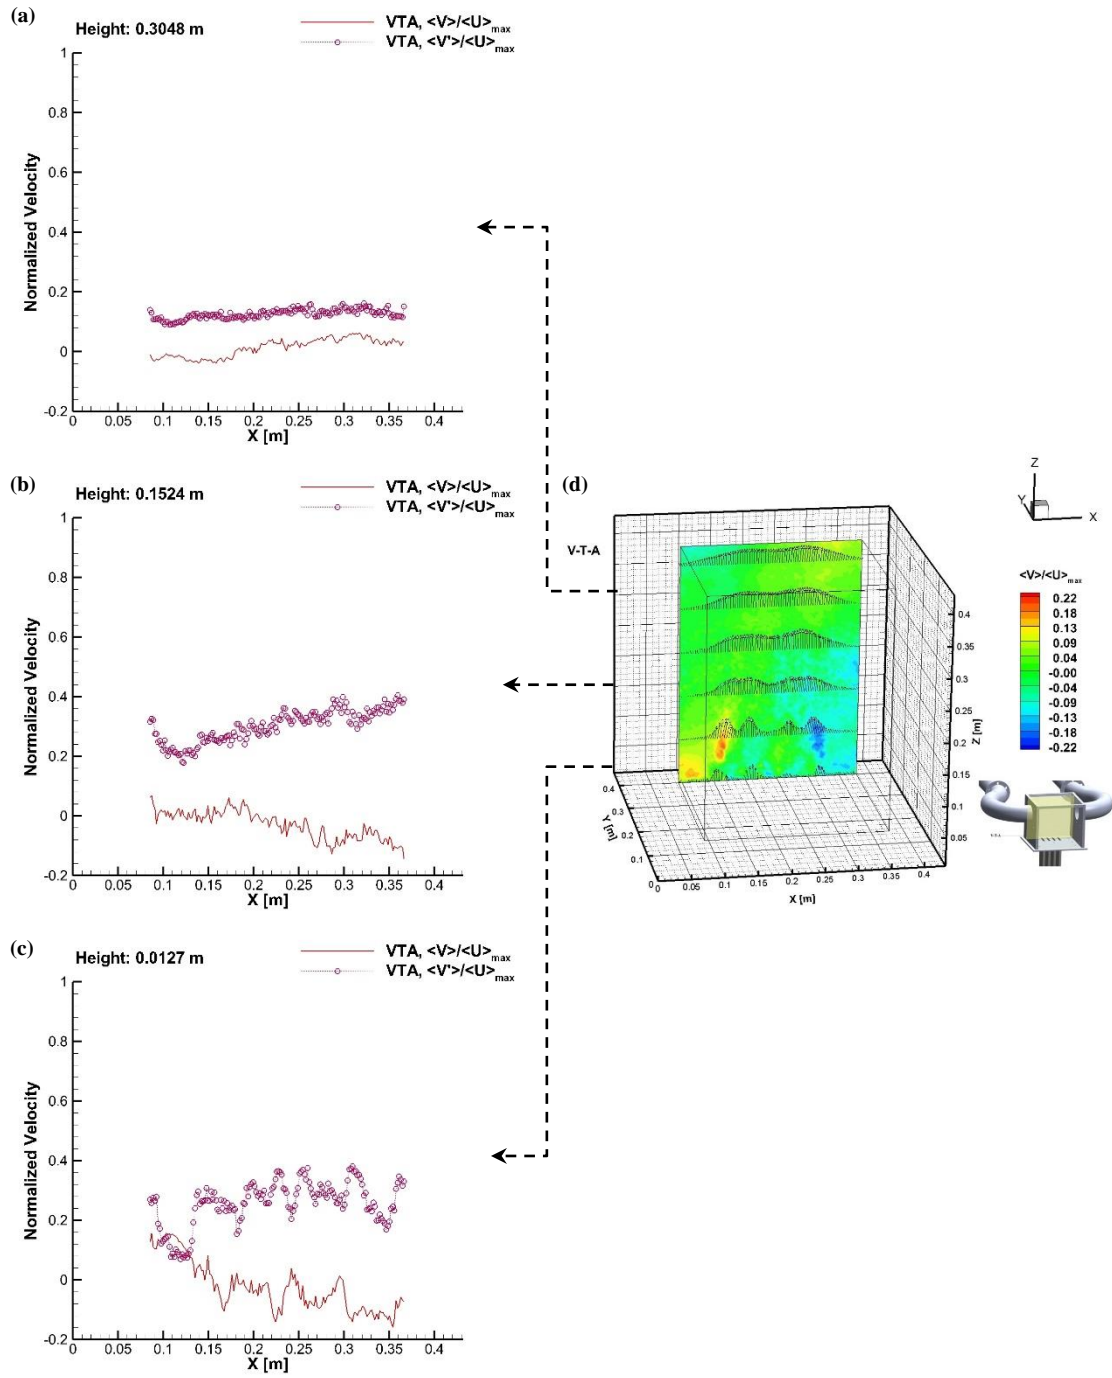 (a)
Height: 0.3048 m
VTA, <V>/<U>max
VTA, <V'>/<U>max
1
0.8
0.6
0.4
0.2
0
-0.2
Normalized Velocity
0 0.05 0.1 0.15 0.2 0.25 0.3 0.35 0.4
X [m]
(b)
Height: 0.1524 m
VTA, <V>/<U>max
VTA, <V'>/<U>max
1
0.8
0.6
0.4
0.2
0
-0.2
Normalized Velocity
0 0.05 0.1 0.15 0.2 0.25 0.3 0.35 0.4
X [m]
(c)
Height: 0.0127 m
VTA, <V>/<U>max
VTA, <V'>/<U>max
1
0.8
0.6
0.4
0.2
0
-0.2
Normalized Velocity
0 0.05 0.1 0.15 0.2 0.25 0.3 0.35 0.4
X [m]
(d)
V-T-A
Z
Y
X
<V>/<U>max
0.22
0.18
0.13
0.09
0.04
-0.00
-0.04
-0.09
-0.13
-0.18
-0.22
0.4
0.35
0.3
0.25
0.2
0.15
0.1
0.05
Z [m]
0.4
0.3
0.2
0.1
0
Y [m]
0 0.05 0.1 0.15 0.2 0.25 0.3 0.35 0.4
X [m]